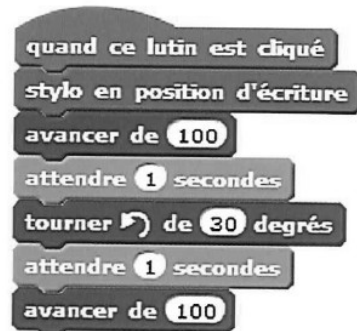 quand ce lutin est cliqué
stylo en position d'écriture
avancer de 100
attendre 1 secondes
tourner de 30 degrés
attendre 1 secondes
avancer de 100